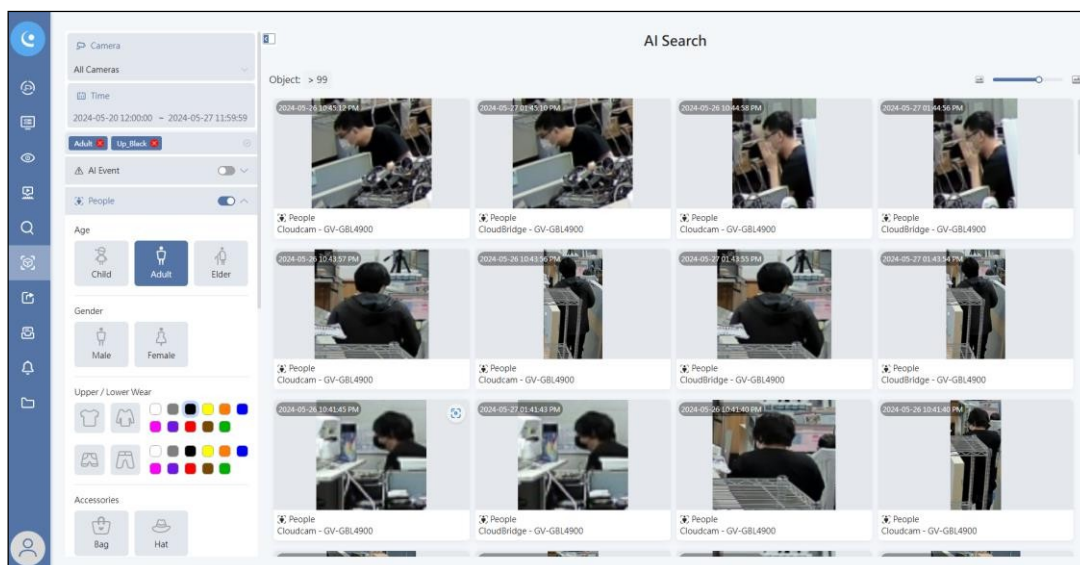 AI Search
Camera
All Cameras
Time
2024-05-20 12:00:00 ~ 2024-05-27 11:59:59
Adult
Up_Black
AI Event
People
Age
Child
Adult
Elder
Gender
Male
Female
Upper / Lower Wear
Accessories
Bag
Hat
Object: > 99
2024-05-26 10:45:12 PM
People
Cloudcam - GV-GBL4900
2024-05-27 01:45:10 PM
People
CloudBridge - GV-GBL4900
2024-05-26 10:44:58 PM
People
Cloudcam - GV-GBL4900
2024-05-27 01:44:56 PM
People
CloudBridge - GV-GBL4900
2024-05-26 10:43:57 PM
People
Cloudcam - GV-GBL4900
2024-05-26 10:43:56 PM
People
Cloudcam - GV-GBL4900
2024-05-27 01:43:55 PM
People
CloudBridge - GV-GBL4900
2024-05-27 01:43:54 PM
People
CloudBridge - GV-GBL4900
2024-05-26 10:41:45 PM
People
Cloudcam - GV-GBL4900
2024-05-27 01:41:43 PM
People
CloudBridge - GV-GBL4900
2024-05-26 10:41:40 PM
People
Cloudcam - GV-GBL4900
2024-05-26 10:41:40 PM
People
Cloudcam - GV-GBL4900